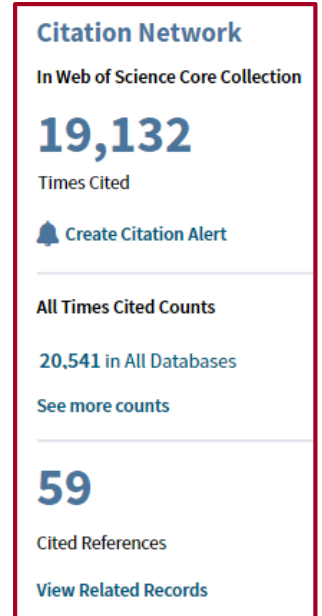 Citation Network
In Web of Science Core Collection
19,132
Times Cited
Create Citation Alert
All Times Cited Counts
20,541 in All Databases
See more counts
59
Cited References
View Related Records